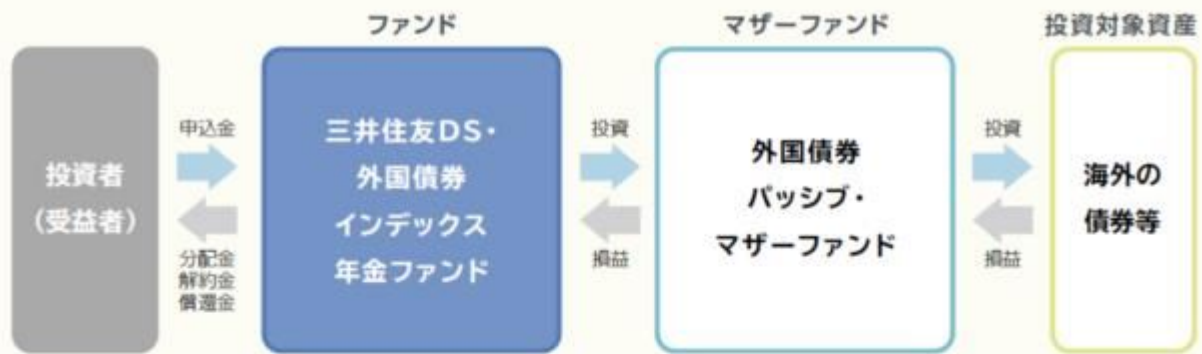 ファンド
マザーファンド
投資対象資産
投資者
（受益者）
申込金
分配金
解約金
償還金
三井住友DS・
外国債券
インデックス
年金ファンド
投資
損益
外国債券
パッシブ・
マザーファンド
投資
損益
海外の
債券等